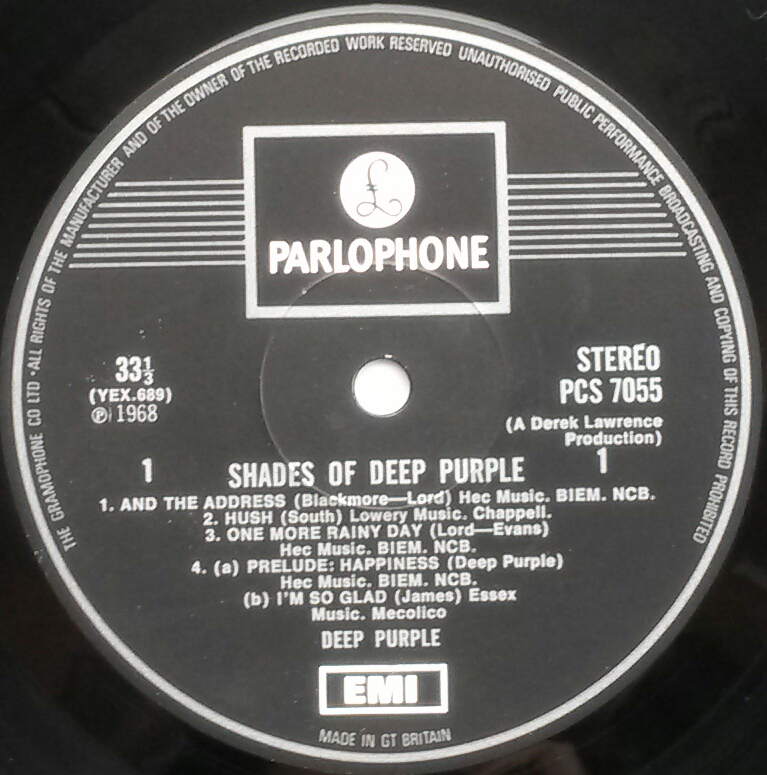 THE GRAMOPHONE CO LTD · ALL RIGHTS OF THE MANUFACTURER AND OF THE OWNER OF THE RECORDED WORK RESERVED UNAUTHORISED PUBLIC PERFORMANCE BROADCASTING AND COPYING OF THIS RECORD PROHIBITED
£
PARLOPHONE
33⅓
(YEX.689)
℗ 1968
STEREO
PCS 7055
(A Derek Lawrence
Production)
1 SHADES OF DEEP PURPLE 1
1. AND THE ADDRESS (Blackmore—Lord) Hec Music. BIEM. NCB.
2. HUSH (South) Lowery Music. Chappell.
3. ONE MORE RAINY DAY (Lord—Evans)
Hec Music. BIEM. NCB.
4. (a) PRELUDE: HAPPINESS (Deep Purple)
Hec Music. BIEM. NCB.
(b) I'M SO GLAD (James) Essex
Music. Mecolico
DEEP PURPLE
EMI
MADE IN GT BRITAIN